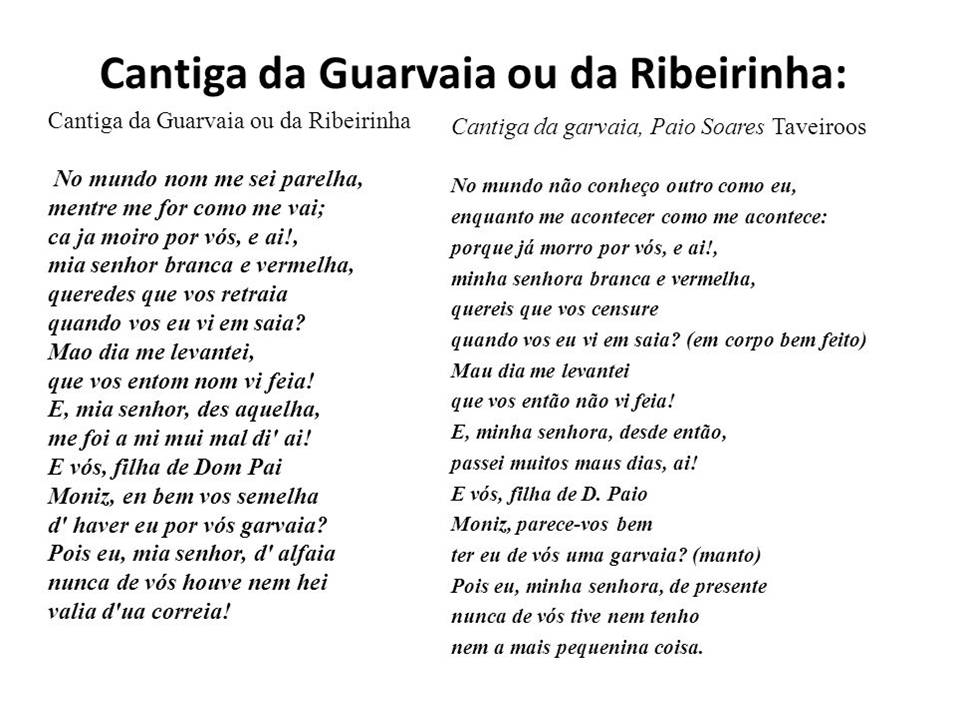 Cantiga da Guarvaia ou da Ribeirinha:
Cantiga da Guarvaia ou da Ribeirinha
No mundo nom me sei parelha,
mentre me for como me vai;
ca ja moiro por vós, e ai!,
mia senhor branca e vermelha,
queredes que vos retraia
quando vos eu vi em saia?
Mao dia me levantei,
que vos entom nom vi feia!
E, mia senhor, des aquelha,
me foi a mi mui mal di' ai!
E vós, filha de Dom Pai
Moniz, en bem vos semelha
d' haver eu por vós garvaia?
Pois eu, mia senhor, d' alfaia
nunca de vós houve nem hei
valia d'ua correia!
Cantiga da garvaia, Paio Soares Taveiroos
No mundo não conheço outro como eu,
enquanto me acontecer como me acontece:
porque já morro por vós, e ai!,
minha senhora branca e vermelha,
quereis que vos censure
quando vos eu vi em saia? (em corpo bem feito)
Mau dia me levantei
que vos então não vi feia!
E, minha senhora, desde então,
passei muitos maus dias, ai!
E vós, filha de D. Paio
Moniz, parece-vos bem
ter eu de vós uma garvaia? (manto)
Pois eu, minha senhora, de presente
nunca de vós tive nem tenho
nem a mais pequenina coisa.